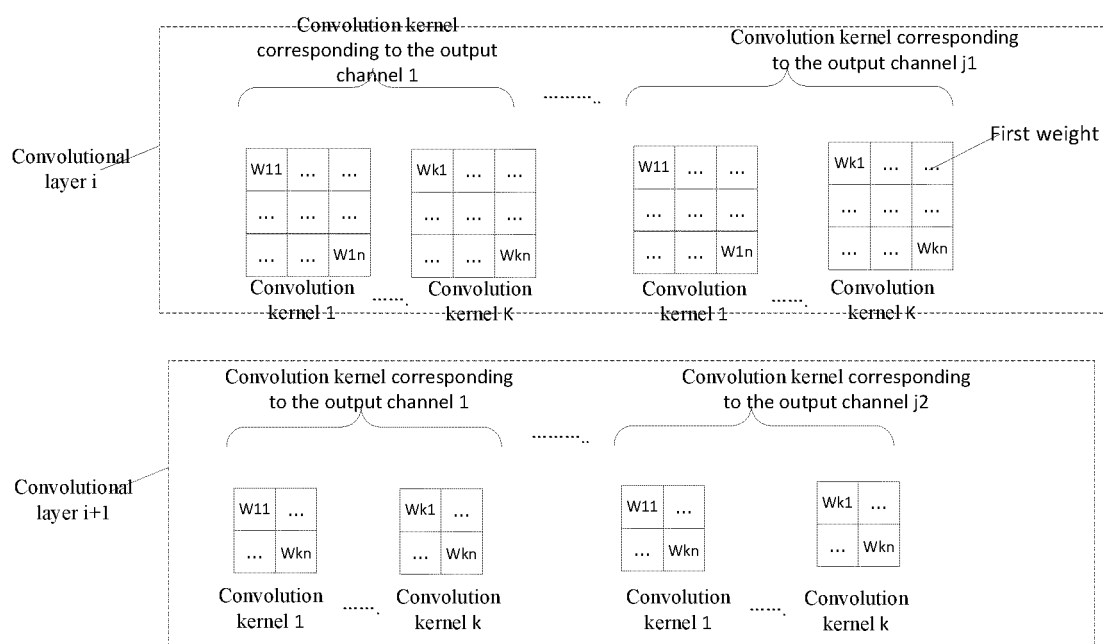 Convolution kernel
corresponding to the output
channel 1
Convolution kernel corresponding
to the output channel j1
...........
Convolutional
layer i
First weight
W11 ... ...
... ... ...
... ... W1n
Wk1 ... ...
... ... ...
... ... Wkn
W11 ... ...
... ... ...
... ... W1n
Wk1 ... ...
... ... ...
... ... Wkn
Convolution
kernel 1
.......
Convolution
kernel K
Convolution
kernel 1
.......
Convolution
kernel K
Convolution kernel corresponding
to the output channel 1
Convolution kernel corresponding
to the output channel j2
...........
Convolutional
layer i+1
W11 ...
... Wkn
Wk1 ...
... Wkn
W11 ...
... Wkn
Wk1 ...
... Wkn
Convolution
kernel 1
.......
Convolution
kernel k
Convolution
kernel 1
.......
Convolution
kernel k